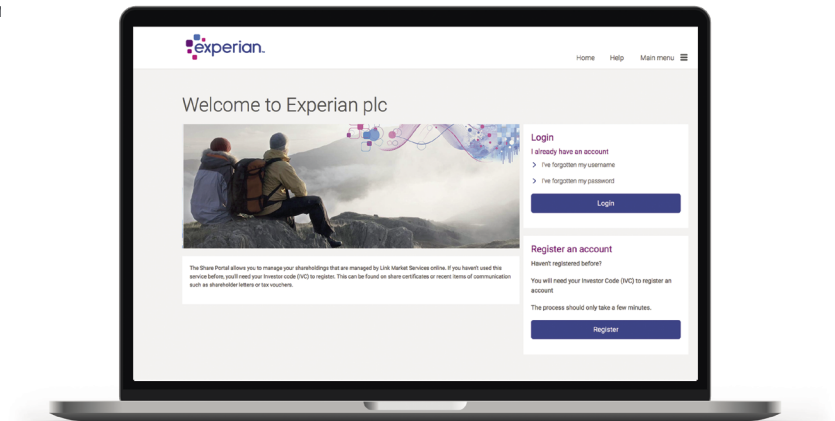 experian.
Home Help Main menu
Welcome to Experian plc
Login
I already have an account
I've forgotten my username
I've forgotten my password
Login
The Share Portal allows you to manage your shareholdings that are managed by Link Market Services online. If you haven't used this
service before, you'll need your Investor code (IVC) to register. This can be found on share certificates or recent items of communication
such as shareholder letters or tax vouchers.
Register an account
Haven't registered before?
You will need your Investor Code (IVC) to register an
account
The process should only take a few minutes.
Register